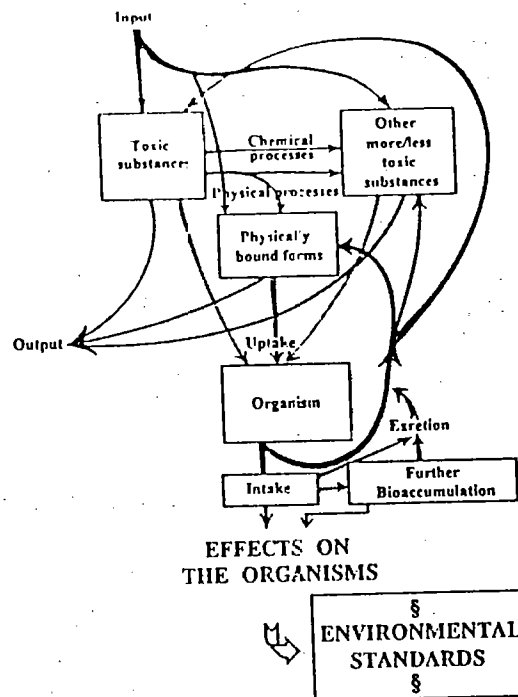 Input
Toxic
substances
Chemical
processes
Other
more/less
toxic
substances
Physical processes
Physically
bound forms
Output
Uptake
Organism
Exretion
Intake
Further
Bioaccumulation
EFFECTS ON
THE ORGANISMS
§
ENVIRONMENTAL
STANDARDS
§